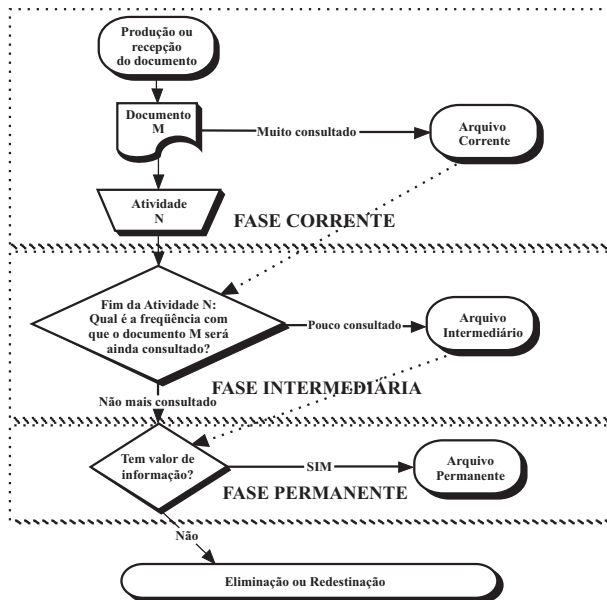 Produção ou
recepção
do documento
Documento
M
Muito consultado
Arquivo
Corrente
Atividade
N
FASE CORRENTE
Fim da Atividade N:
Qual é a freqüência com
que o documento M será
ainda consultado?
Pouco consultado
Arquivo
Intermediário
FASE INTERMEDIÁRIA
Não mais consultado
Tem valor de
informação?
SIM
Arquivo
Permanente
FASE PERMANENTE
Não
Eliminação ou Redestinação